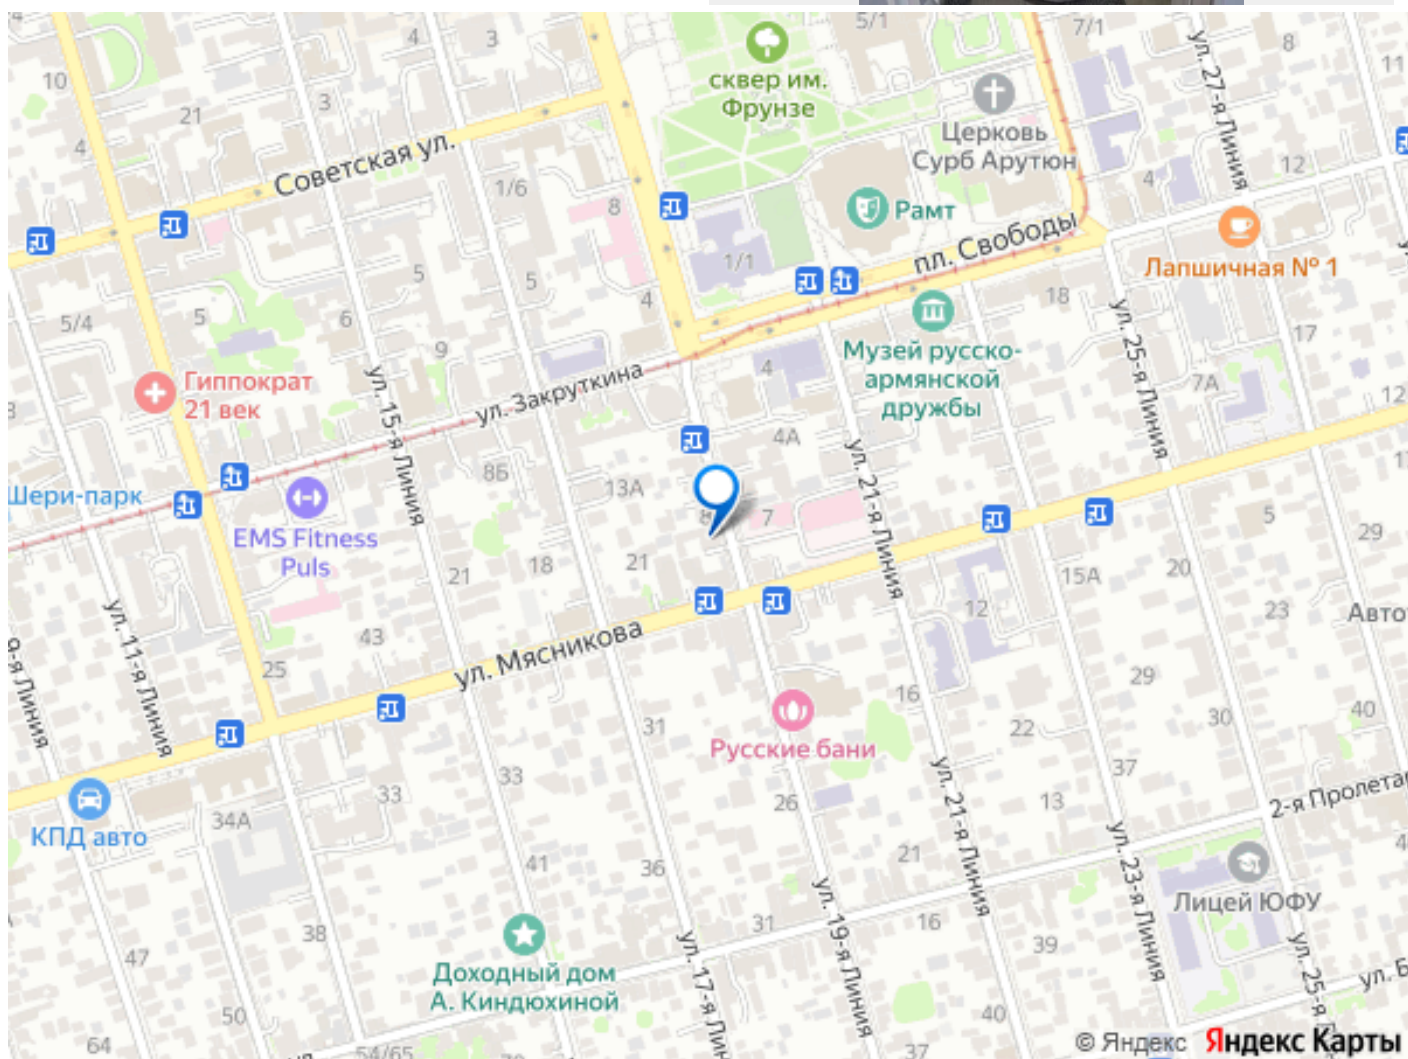 4
3
5/1
7/1
8
ул. 27-я Линия
11
10
сквер им.
Фрунзе
21
3
4
Церковь
Сурб Арутюн
Советская ул.
12
4
1/6
8
Рамт
пл. Свободы
1/1
Лапшичная № 1
5
5
4
18
5/4
5
6
9
ул. 25-я Линия
17
Музей русско-
армянской
дружбы
4
7А
12
Гиппократ
21 век
ул. Закруткина
ул. 15-я Линия
4А
8Б
13А
ул. 21-я Линия
Шери-парк
8
7
5
29
EMS Fitness
Puls
21
18
21
15А
20
12
23
Авто
ул. 11-я Линия
9-я Линия
43
25
ул. Мясникова
16
29
30
40
31
22
Русские бани
33
33
26
37
13
2-я Пролетар
КПД авто
34А
ул. 21-я Линия
41
36
21
ул. 23-я Линия
Лицей ЮФУ
ул. 19-я Линия
31
16
38
39
47
ул. 17-я Лин
ул. 25-я
Доходный дом
А. Киндюхиной
ул. Б
50
40
64
54/65
37
© Яндекс Яндекс Карты